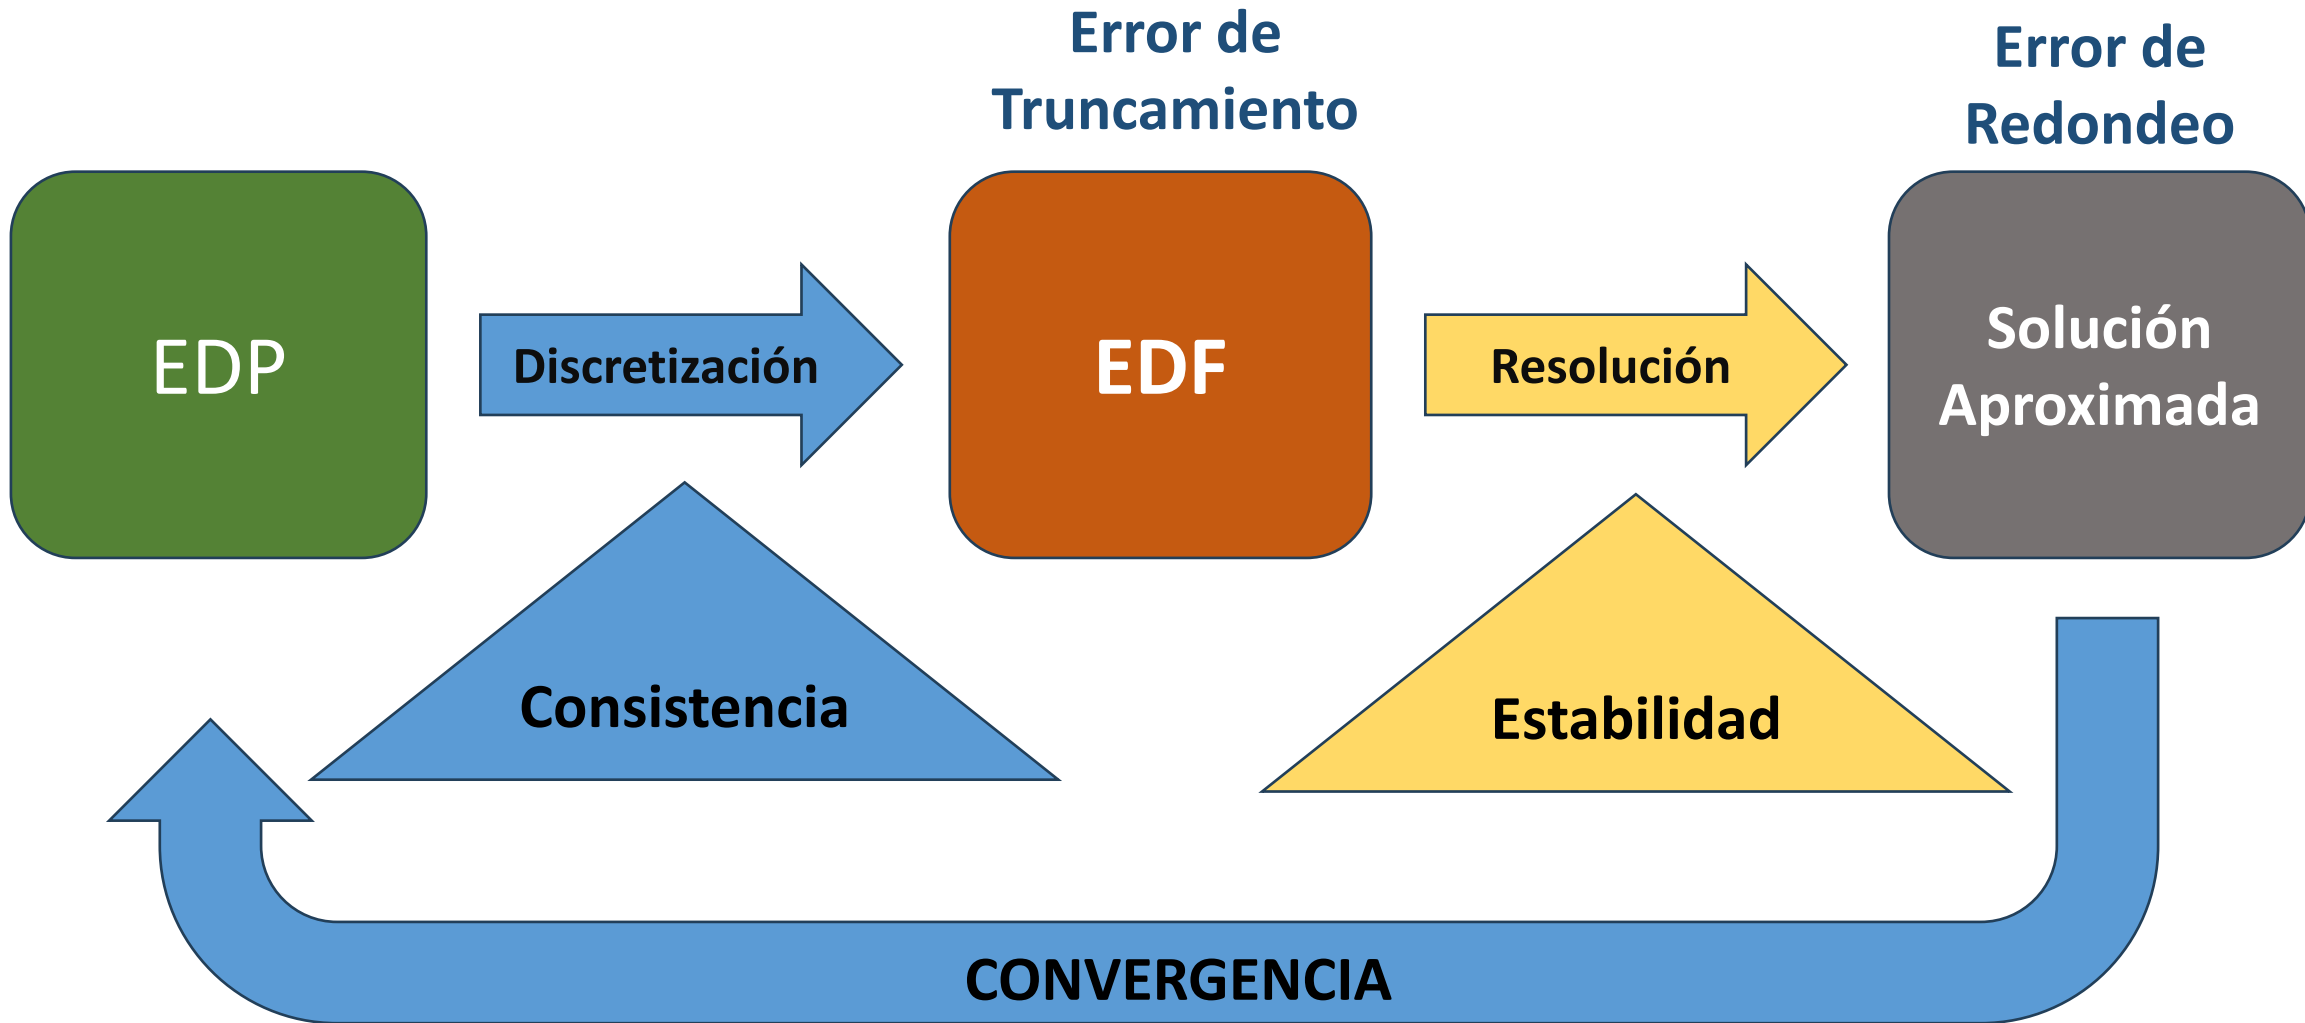 Error de
Truncamiento
Error de
Redondeo
EDP
Discretización
EDF
Resolución
Solución
Aproximada
Consistencia
Estabilidad
CONVERGENCIA